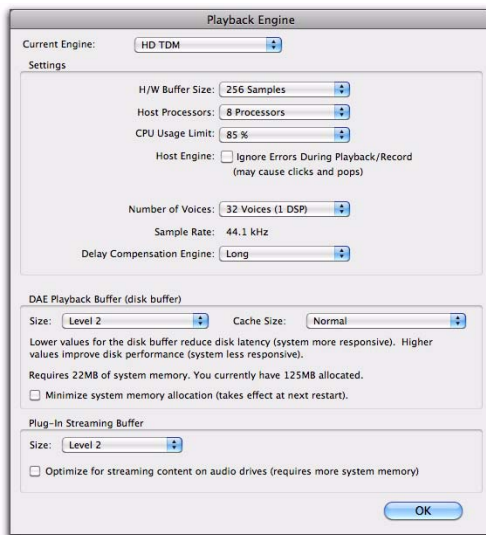 Playback Engine
Current Engine: HD TDM
Settings
H/W Buffer Size: 256 Samples
Host Processors: 8 Processors
CPU Usage Limit: 85 %
Host Engine: Ignore Errors During Playback/Record
(may cause clicks and pops)
Number of Voices: 32 Voices (1 DSP)
Sample Rate: 44.1 kHz
Delay Compensation Engine: Long
DAE Playback Buffer (disk buffer)
Size: Level 2 Cache Size: Normal
Lower values for the disk buffer reduce disk latency (system more responsive). Higher
values improve disk performance (system less responsive).
Requires 22MB of system memory. You currently have 125MB allocated.
Minimize system memory allocation (takes effect at next restart).
Plug-In Streaming Buffer
Size: Level 2
Optimize for streaming content on audio drives (requires more system memory)
OK